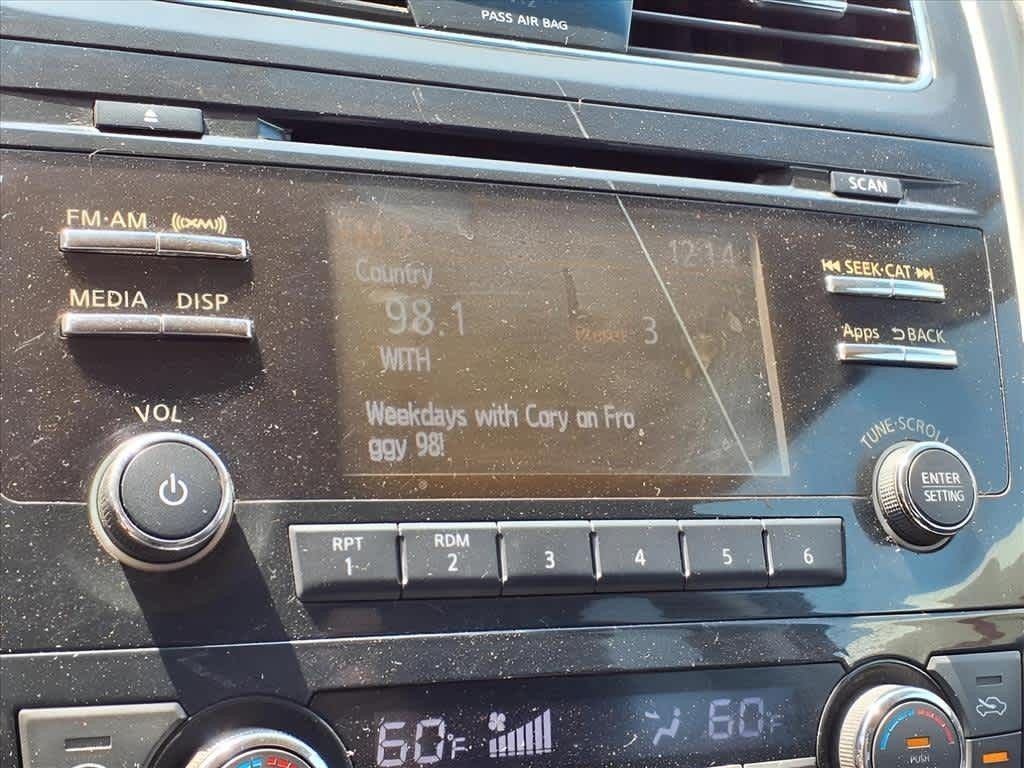 PASS AIR BAG
SCAN
FM·AM ((XM))
12:14
Country
SEEK·CAT
MEDIA DISP
98.1
Preset 3
Apps BACK
WITH
VOL
Weekdays with Cory on Fro
ggy 98!
TUNE·SCROLL
ENTER
SETTING
RPT
1
RDM
2
3
4
5
6
60°F
60°F
PUSH